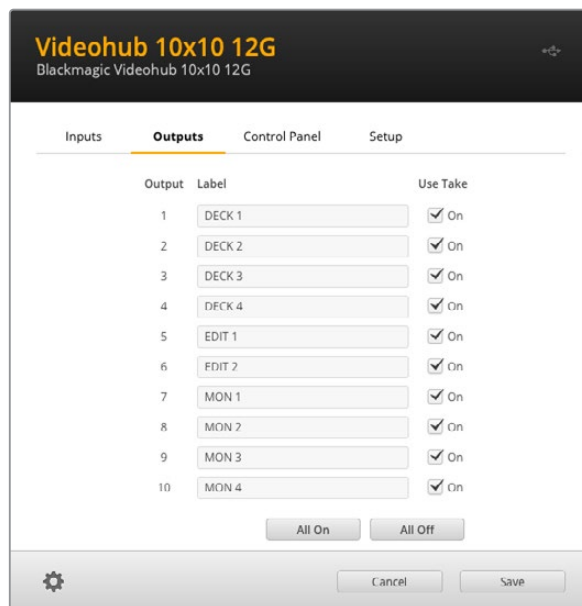 Videohub 10x10 12G
Blackmagic Videohub 10x10 12G
Inputs Outputs Control Panel Setup
Output Label Use Take
1 DECK 1 On
2 DECK 2 On
3 DECK 3 On
4 DECK 4 On
5 EDIT 1 On
6 EDIT 2 On
7 MON 1 On
8 MON 2 On
9 MON 3 On
10 MON 4 On
All On All Off
Cancel Save